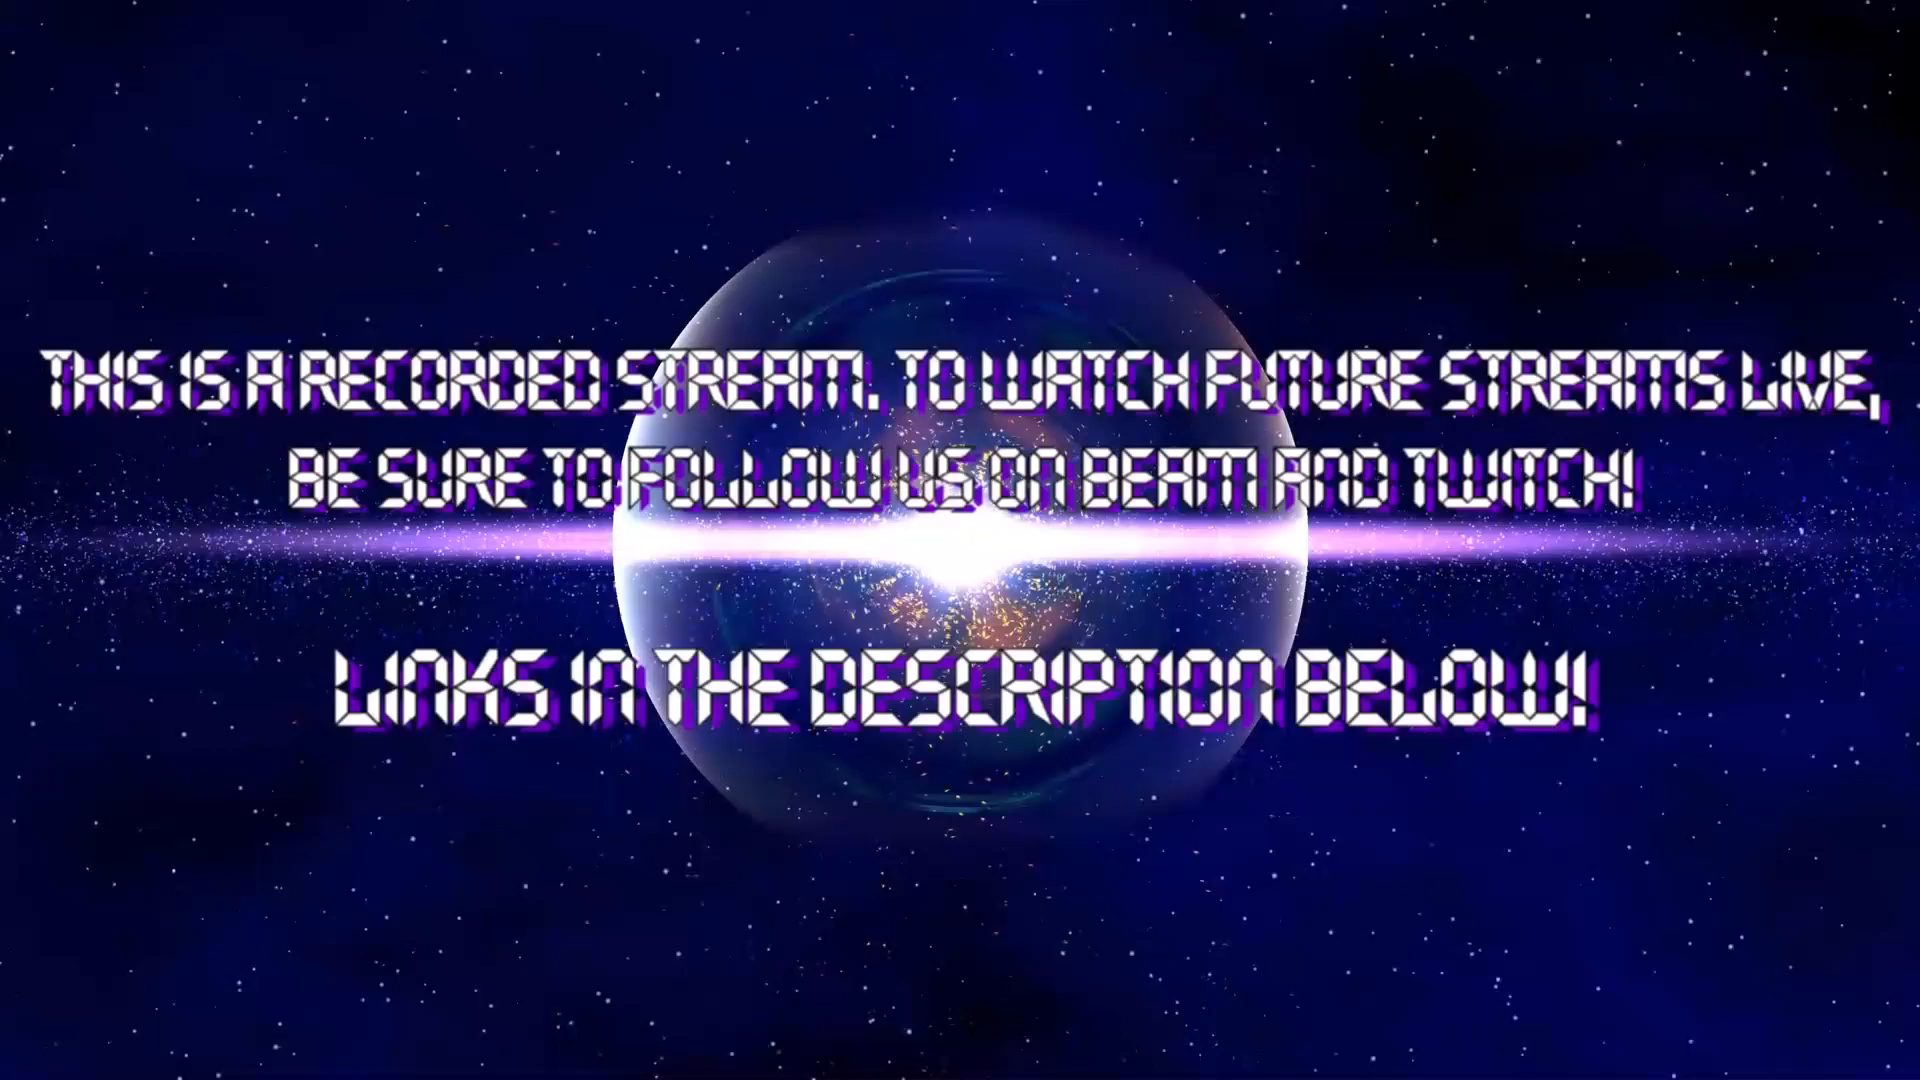 THIS IS A RECORDED STREAM. TO WATCH FUTURE STREAMS LIVE,
BE SURE TO FOLLOW US ON BEAM AND TWITCH!
LINKS IN THE DESCRIPTION BELOW!